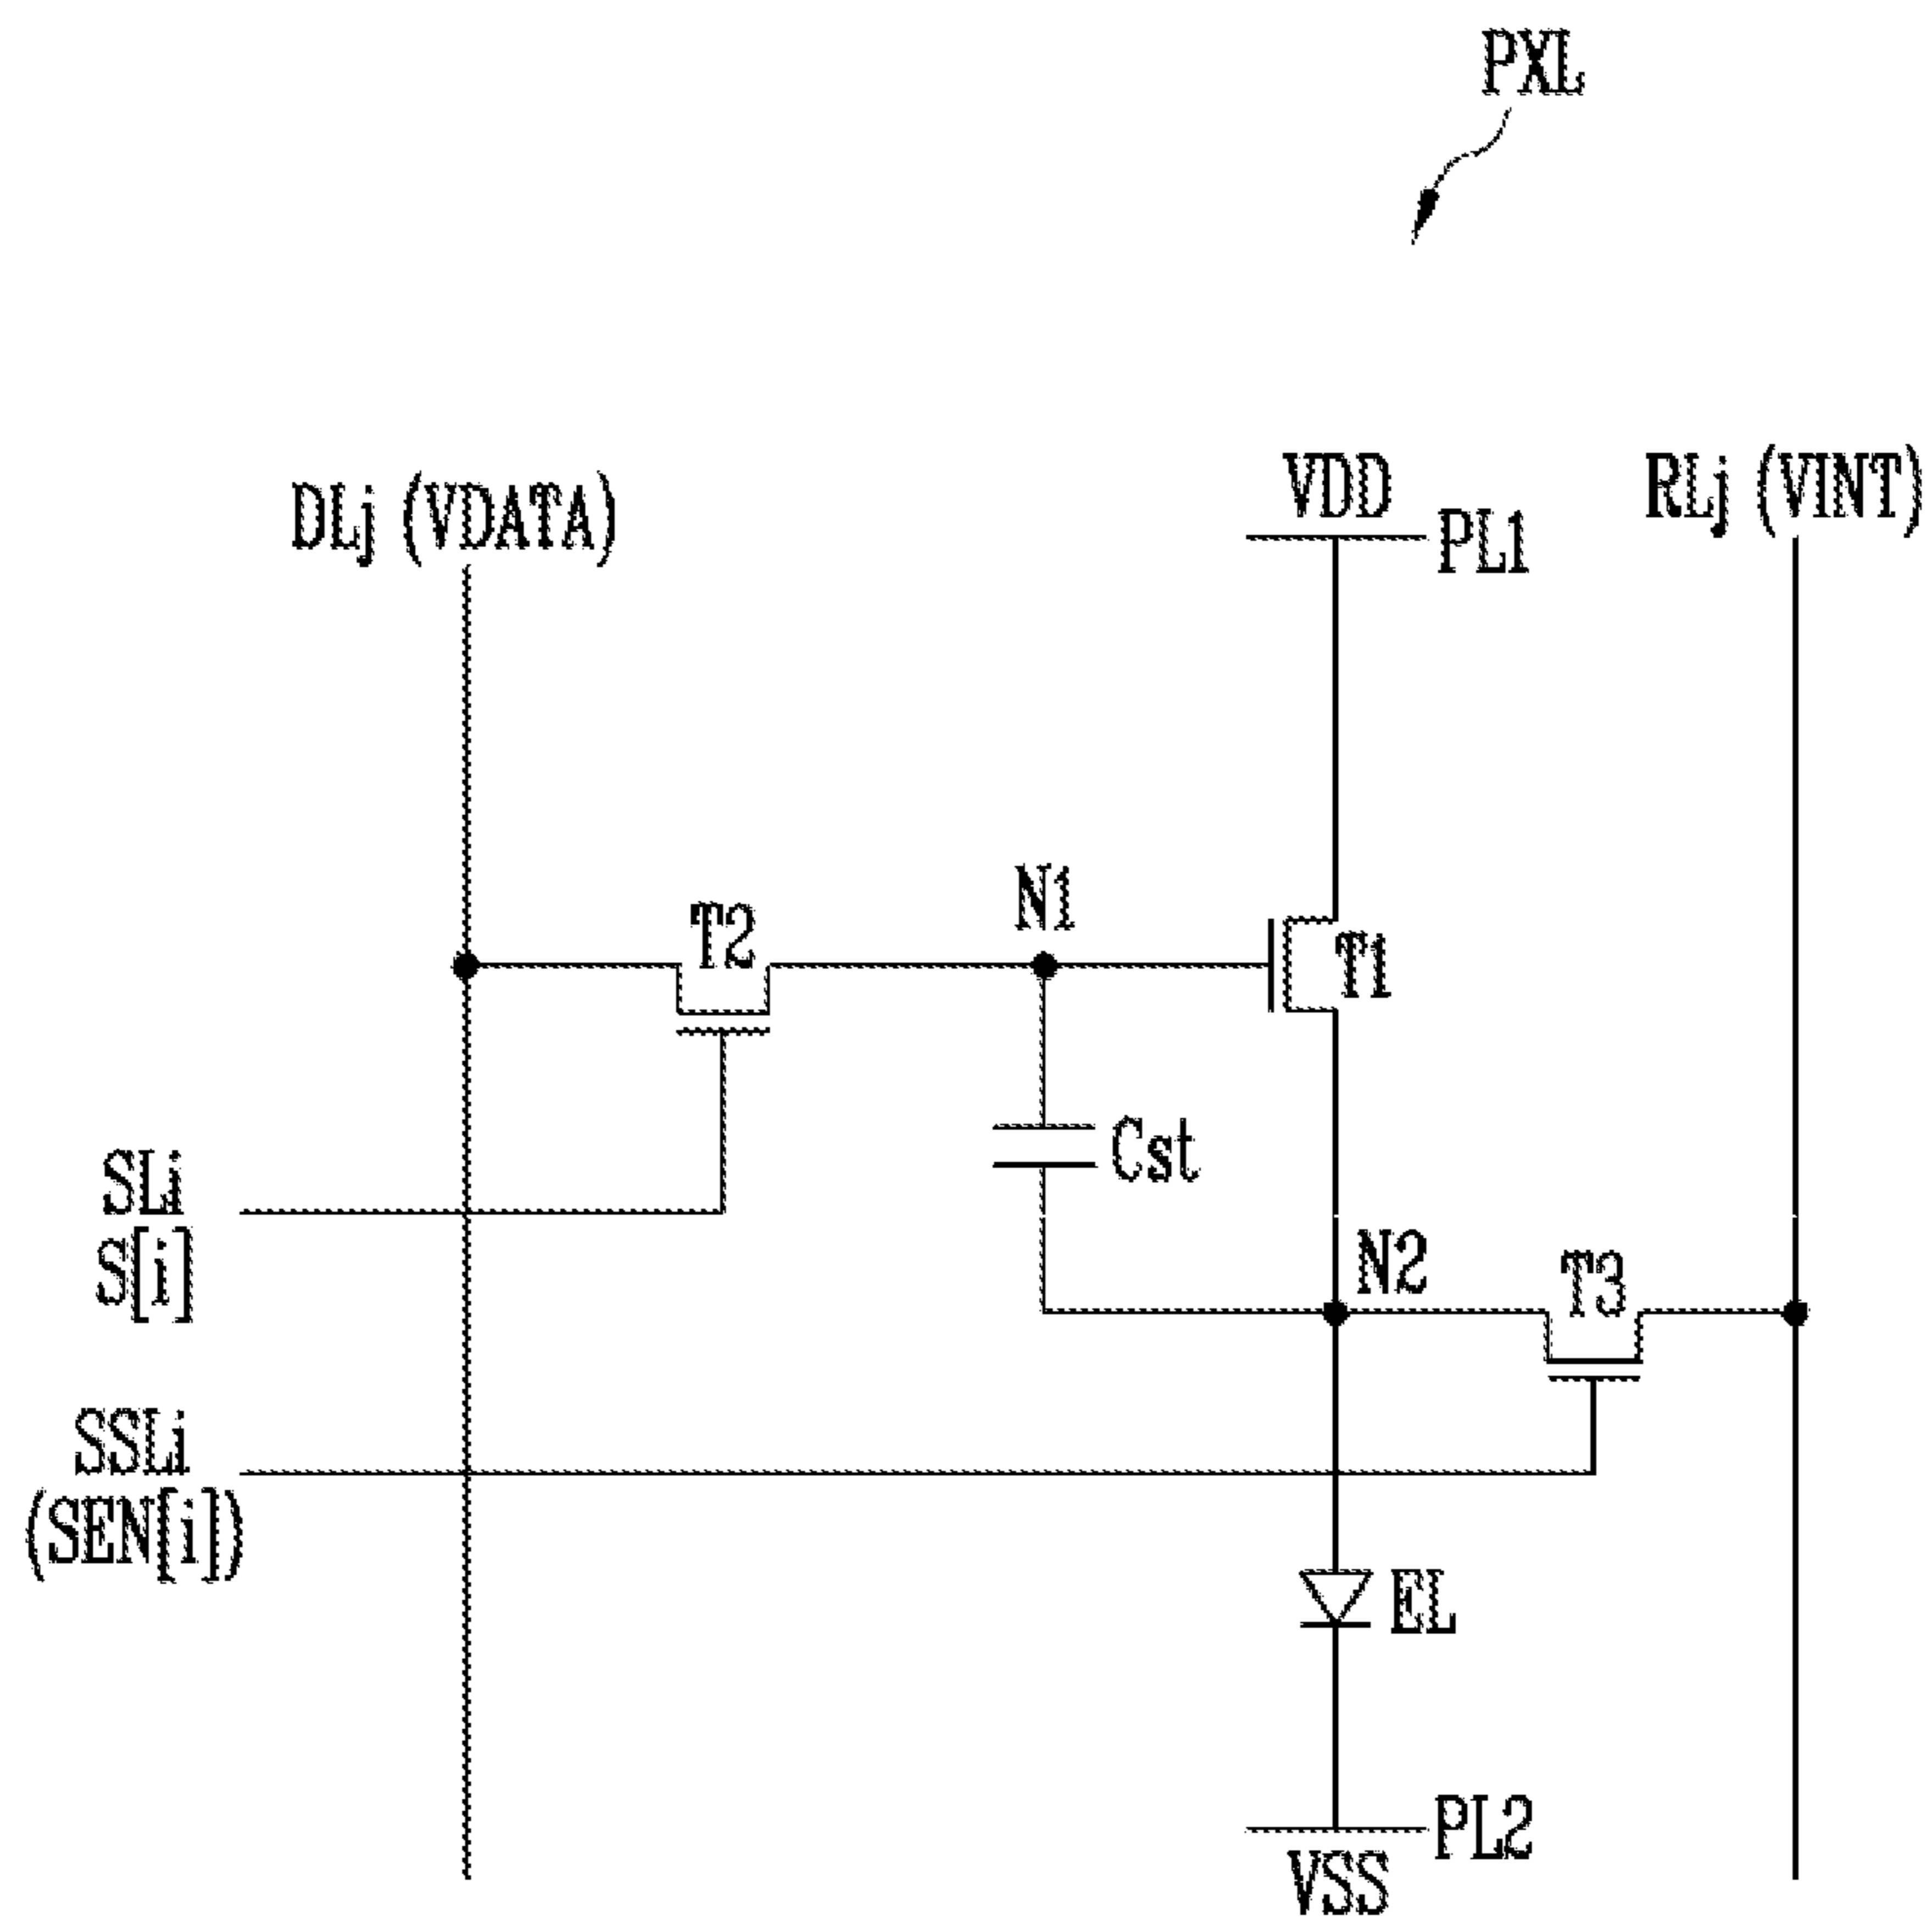 PXL
DLj (VDATA)
VDD
PL1
RLj (VINT)
N1
T2
T1
Cst
SLi
S[i]
N2
T3
SSLi
(SEN[i])
EL
PL2
VSS